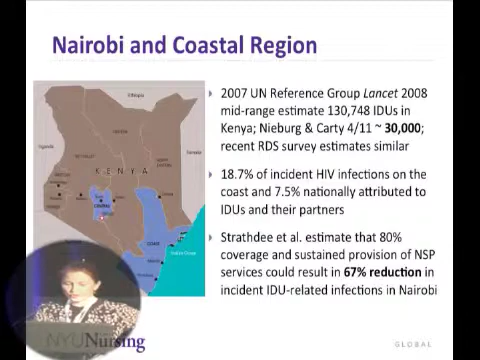 Nairobi and Coastal Region
• 2007 UN Reference Group Lancet 2008
mid-range estimate 130,748 IDUs in
Kenya; Nieburg & Carty 4/11 ~ 30,000;
recent RDS survey estimates similar
• 18.7% of incident HIV infections on the
coast and 7.5% nationally attributed to
IDUs and their partners
• Strathdee et al. estimate that 80%
coverage and sustained provision of NSP
services could result in 67% reduction in
incident IDU-related infections in Nairobi
Ethiopia
Uganda
Somalia
KENYA
COAST
Indian Ocean
NYU Nursing
GLOBAL